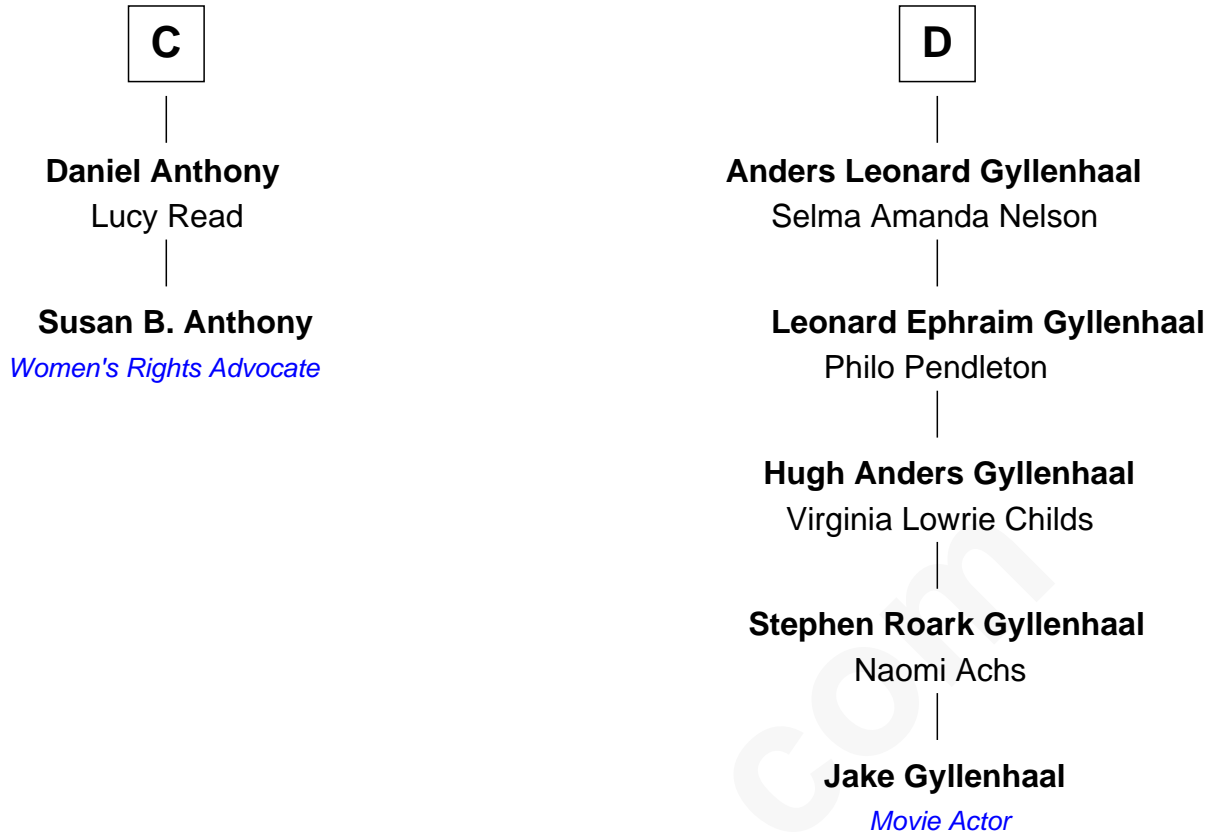 C
Daniel Anthony
Lucy Read
Susan B. Anthony
Women's Rights Advocate
D
Anders Leonard Gyllenhaal
Selma Amanda Nelson
Leonard Ephraim Gyllenhaal
Philo Pendleton
Hugh Anders Gyllenhaal
Virginia Lowrie Childs
Stephen Roark Gyllenhaal
Naomi Achs
Jake Gyllenhaal
Movie Actor
com